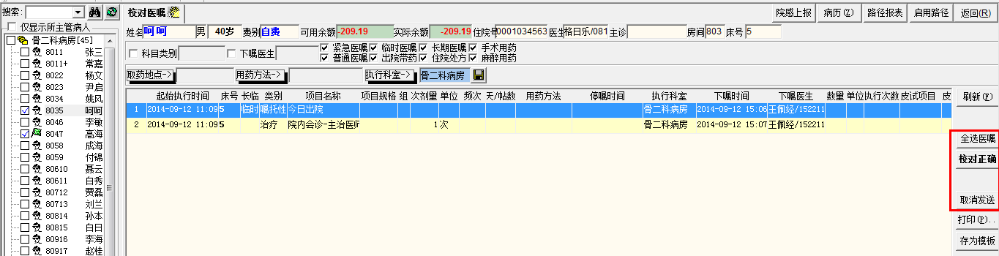 搜索:
仅显示所主管病人
骨二科病房[45]
8011 张三
8011+ 常嘉
8022 杨文
8023 尹启
8034 姚风
8035 呵呵
8046 李敏
8047 高海
8058 成海
8059 付锦
80610 聂云
80611 白秀
80712 贾磊
80713 刘兰
80814 孙本
80815 白日
80916 李海
80917 赵桂
校对医嘱
院感上报 病历(Z) 路径报表 启用路径 返回(R)
姓名 呵呵 男 40岁 费别 自费 可用余额 -209.19 实际余额 -209.19 住院号 0001034563 医生 格日乐/081 主诊 房间 803 床号 5
科目类别 下嘱医生 紧急医嘱 临时医嘱 长期医嘱 手术用药
普通医嘱 出院带药 住院处方 麻醉用药
取药地点-> 用药方法-> 执行科室-> 骨二科病房
起始执行时间 床号 长临 类别 项目名称 项目规格 组 次剂量 单位 频次 天/帖数 用药方法 停嘱时间 执行科室 下嘱时间 下嘱医生 数量 单位 执行次数 皮试项目 皮
1 2014-09-12 11:09 5 临时 嘱托性 今日出院 骨二科病房 2014-09-12 15:06 王佩经/152211
2 2014-09-12 11:09 5 治疗 院内会诊-主治医师 1 次 骨二科病房 2014-09-12 15:07 王佩经/152211
刷新(F)
全选医嘱
校对正确
取消发送
打印(P)..
存为模板